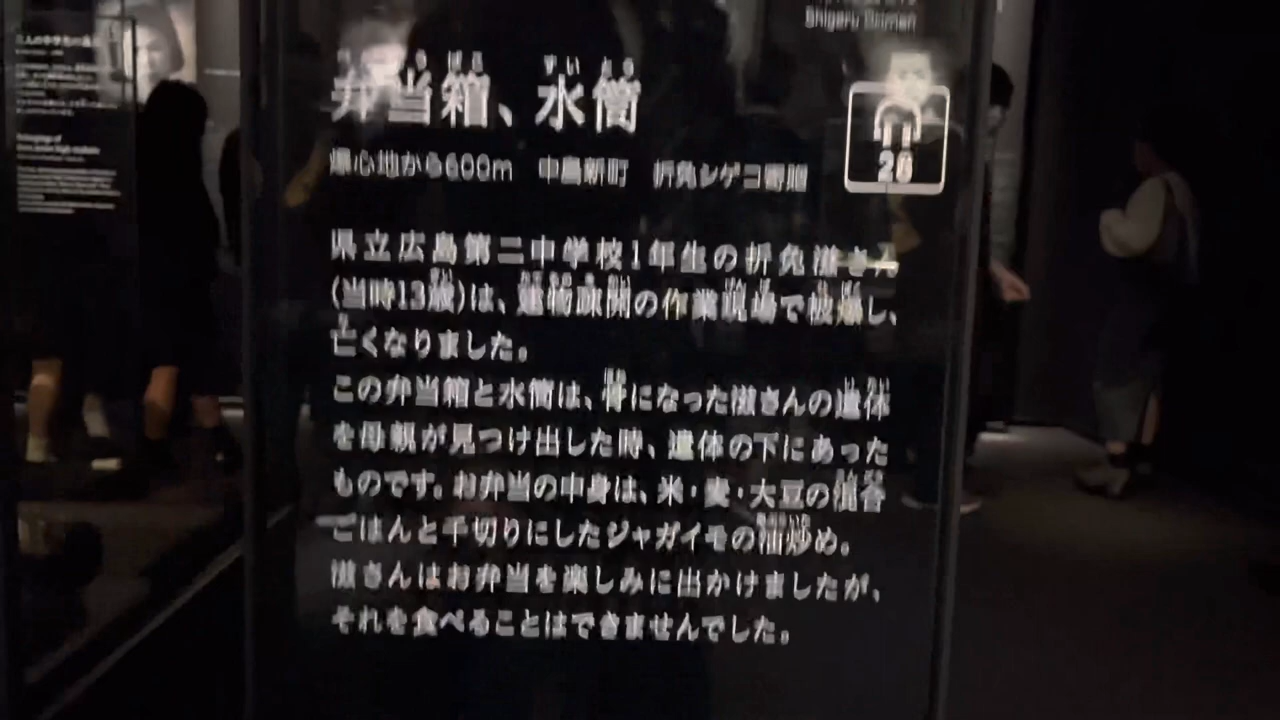 Shigeru Orimen
弁当箱、水筒
爆心地から600m 中島新町 折免シゲコ寄贈
20
県立広島第二中学校1年生の折免滋さん
(当時13歳)は、建物疎開の作業現場で被爆し、
亡くなりました。
この弁当箱と水筒は、骨になった滋さんの遺体
を母親が見つけ出した時、遺体の下にあった
ものです。お弁当の中身は、米・麦・大豆の混合
ごはんと千切りにしたジャガイモの油炒め。
滋さんはお弁当を楽しみに出かけましたが、
それを食べることはできませんでした。